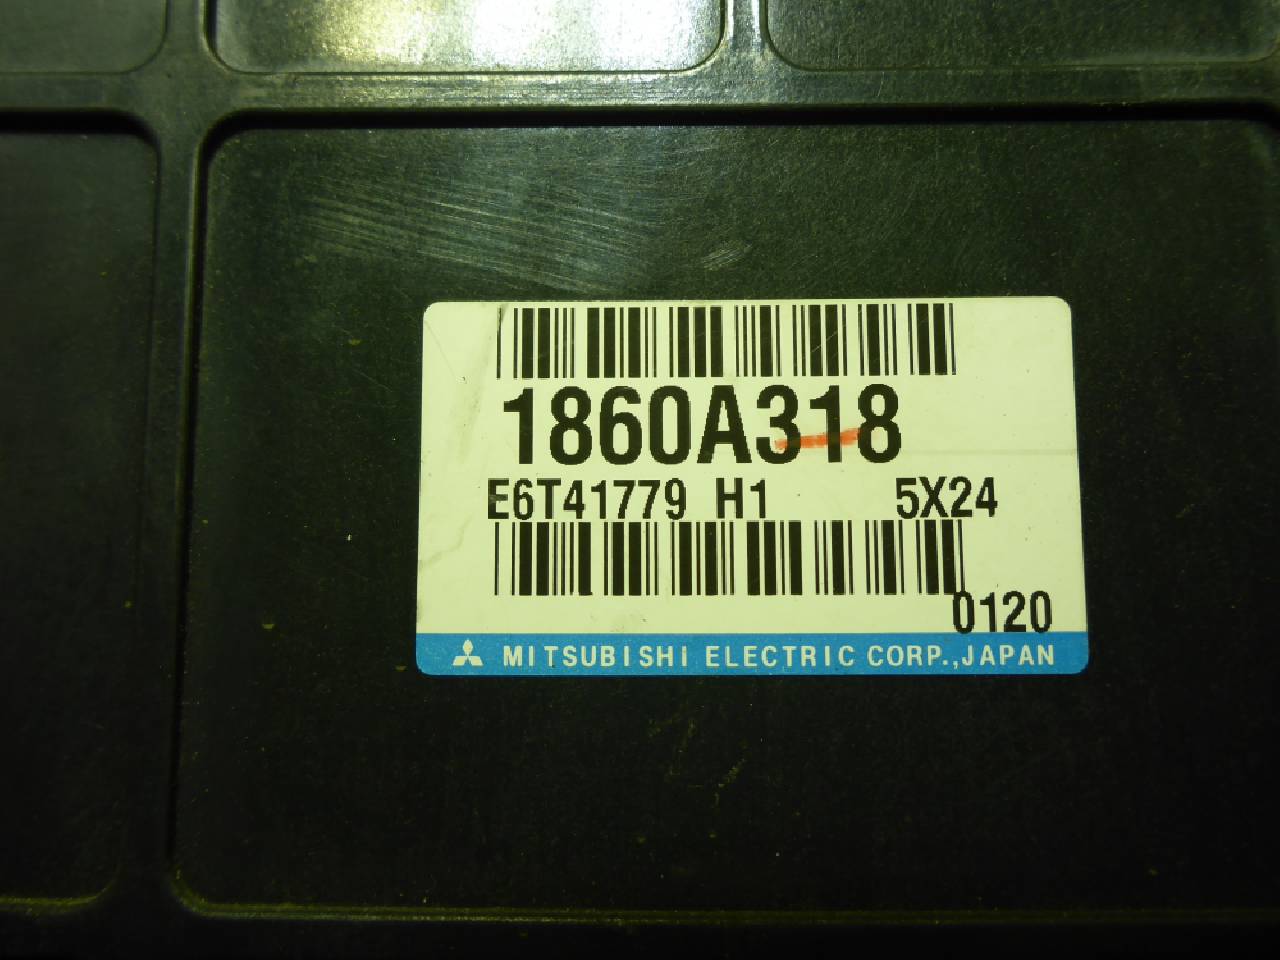 1860A318
E6T41779 H1 5X24
0120
MITSUBISHI ELECTRIC CORP.,JAPAN